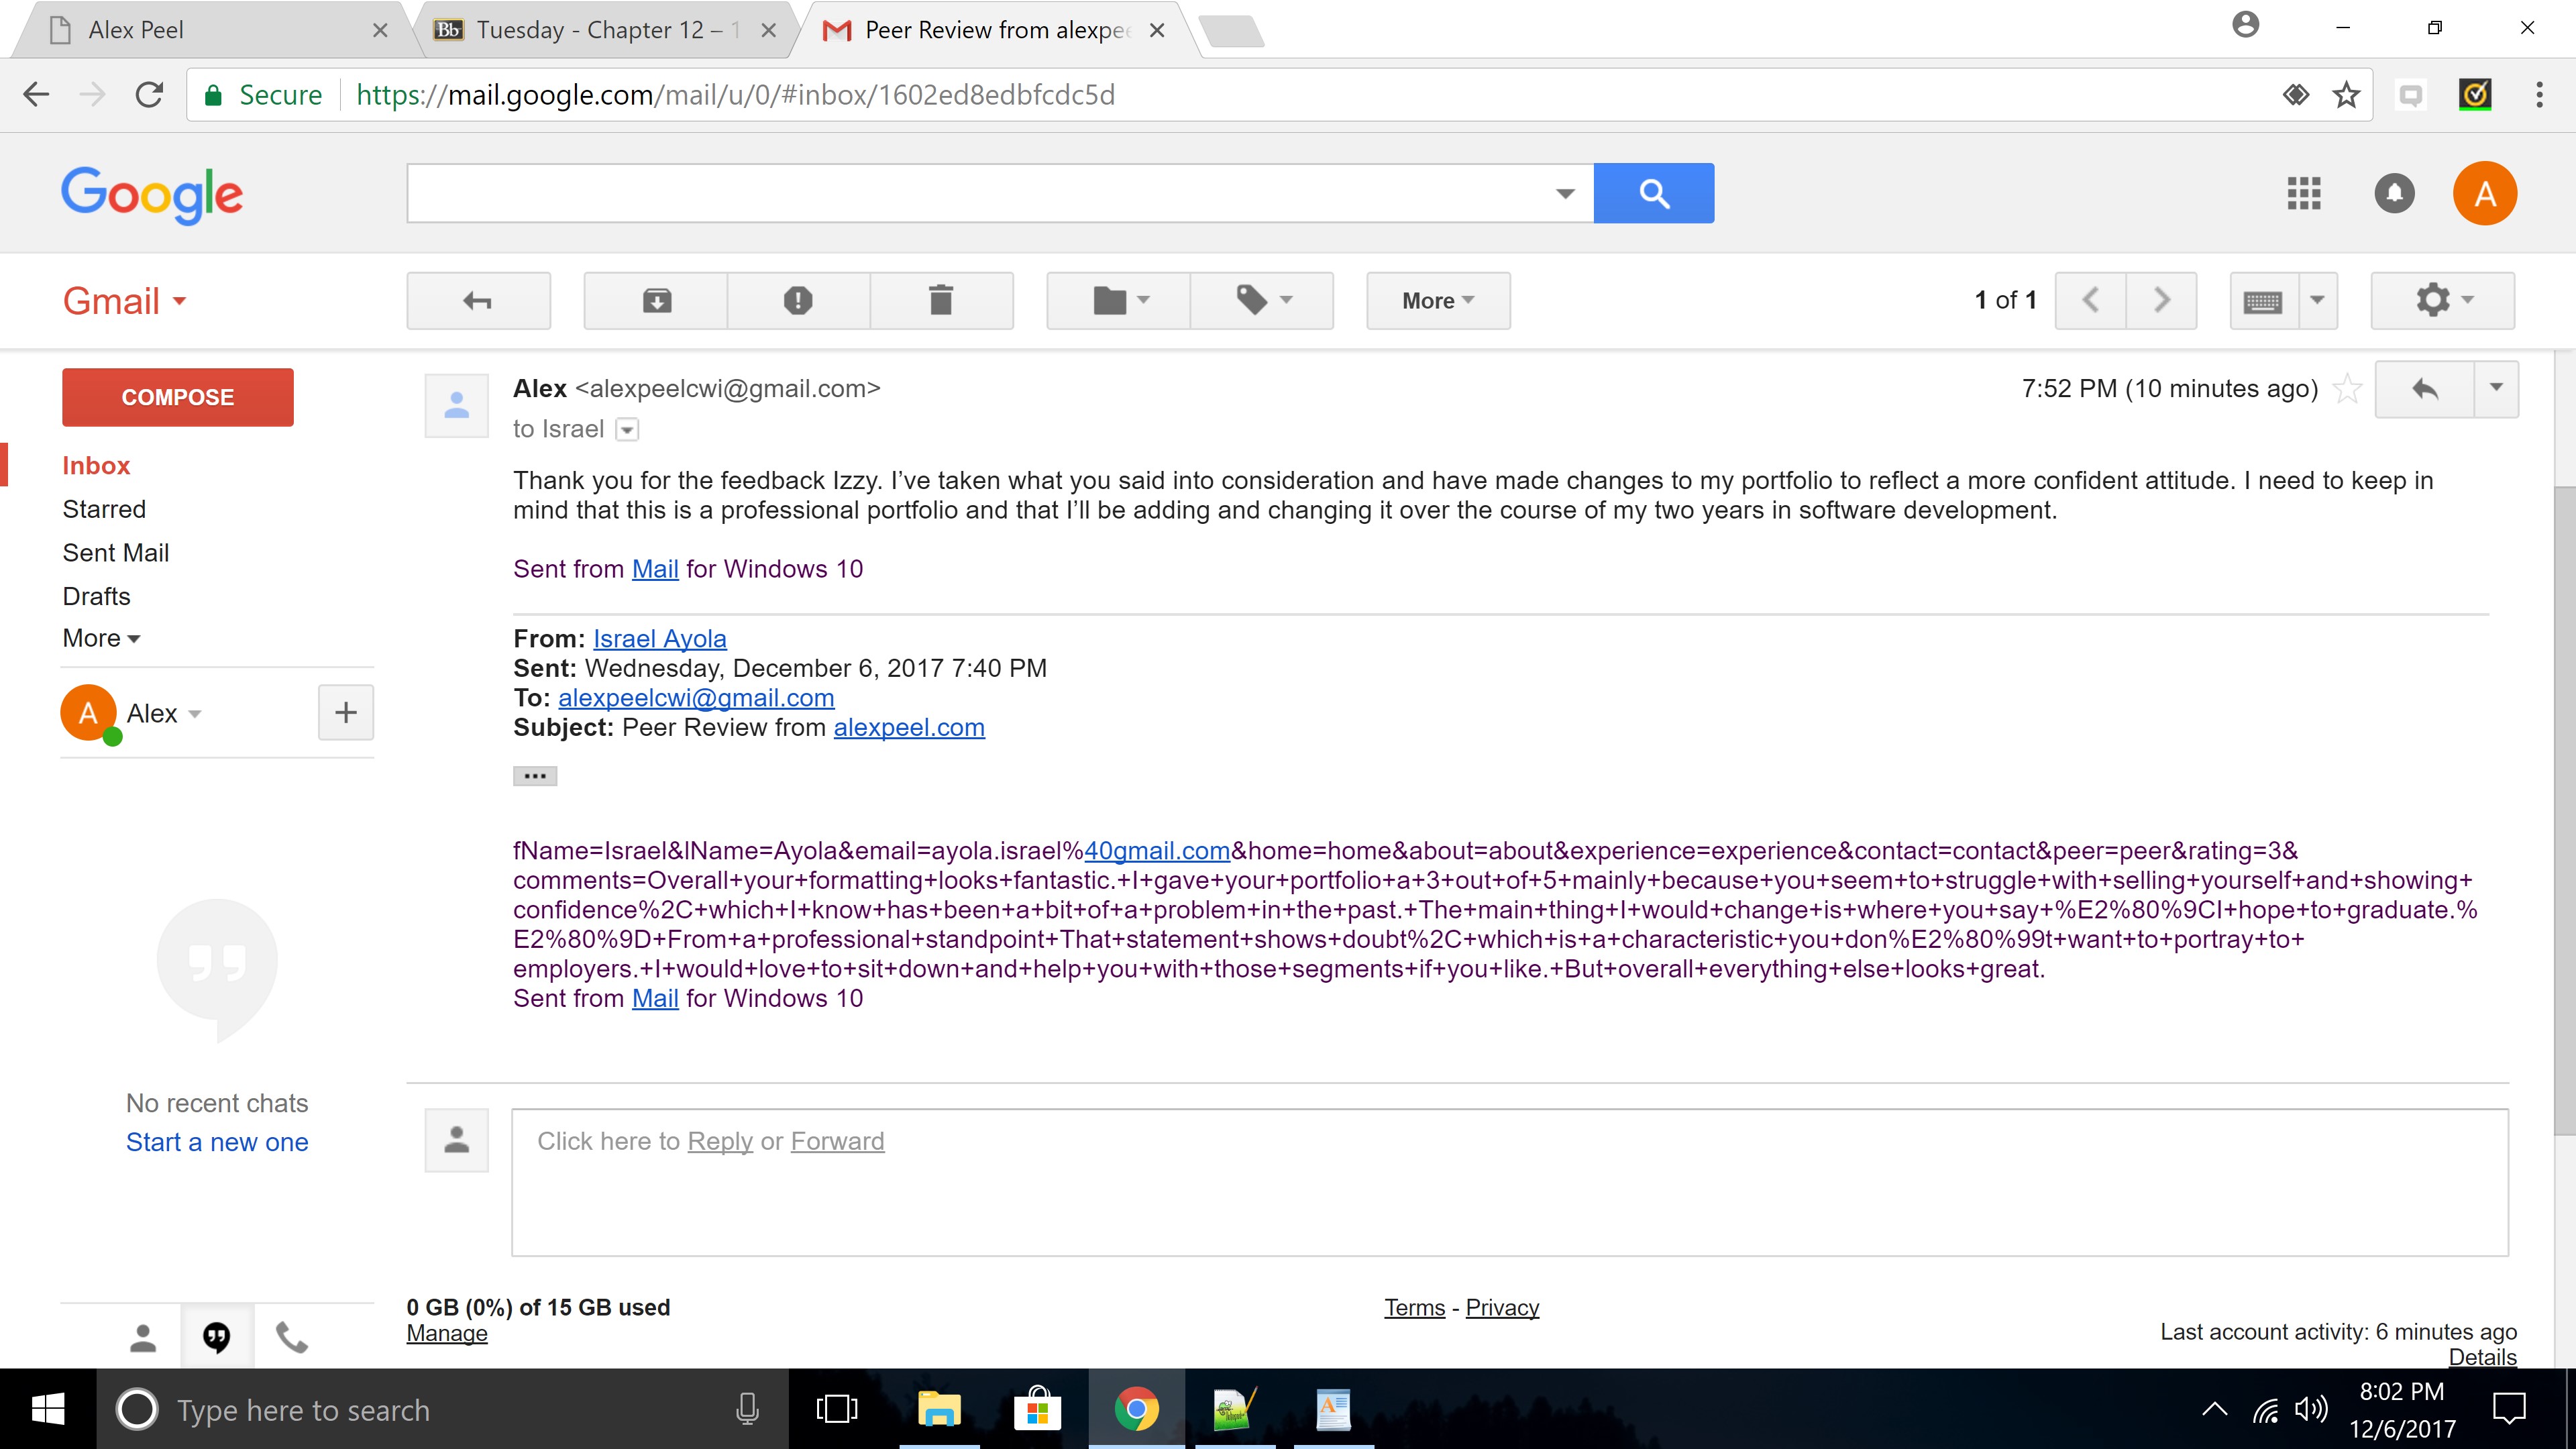 Alex Peel
Tuesday - Chapter 12 –
Peer Review from alexpe
Secure https://mail.google.com/mail/u/0/#inbox/1602ed8edbfcdc5d
Google
A
Gmail
More
1 of 1
COMPOSE
Inbox
Starred
Sent Mail
Drafts
More
A Alex
+
No recent chats
Start a new one
Alex <alexpeelcwi@gmail.com>
7:52 PM (10 minutes ago)
to Israel
Thank you for the feedback Izzy. I’ve taken what you said into consideration and have made changes to my portfolio to reflect a more confident attitude. I need to keep in
mind that this is a professional portfolio and that I’ll be adding and changing it over the course of my two years in software development.
Sent from Mail for Windows 10
From: Israel Ayola
Sent: Wednesday, December 6, 2017 7:40 PM
To: alexpeelcwi@gmail.com
Subject: Peer Review from alexpeel.com
fName=Israel&lName=Ayola&email=ayola.israel%40gmail.com&home=home&about=about&experience=experience&contact=contact&peer=peer&rating=3&
comments=Overall+your+formatting+looks+fantastic.+I+gave+your+portfolio+a+3+out+of+5+mainly+because+you+seem+to+struggle+with+selling+yourself+and+showing+
confidence%2C+which+I+know+has+been+a+bit+of+a+problem+in+the+past.+The+main+thing+I+would+change+is+where+you+say+%E2%80%9CI+hope+to+graduate.%
E2%80%9D+From+a+professional+standpoint+That+statement+shows+doubt%2C+which+is+a+characteristic+you+don%E2%80%99t+want+to+portray+to+
employers.+I+would+love+to+sit+down+and+help+you+with+those+segments+if+you+like.+But+overall+everything+else+looks+great.
Sent from Mail for Windows 10
Click here to Reply or Forward
0 GB (0%) of 15 GB used
Manage
Terms - Privacy
Last account activity: 6 minutes ago
Details
Type here to search
8:02 PM
12/6/2017